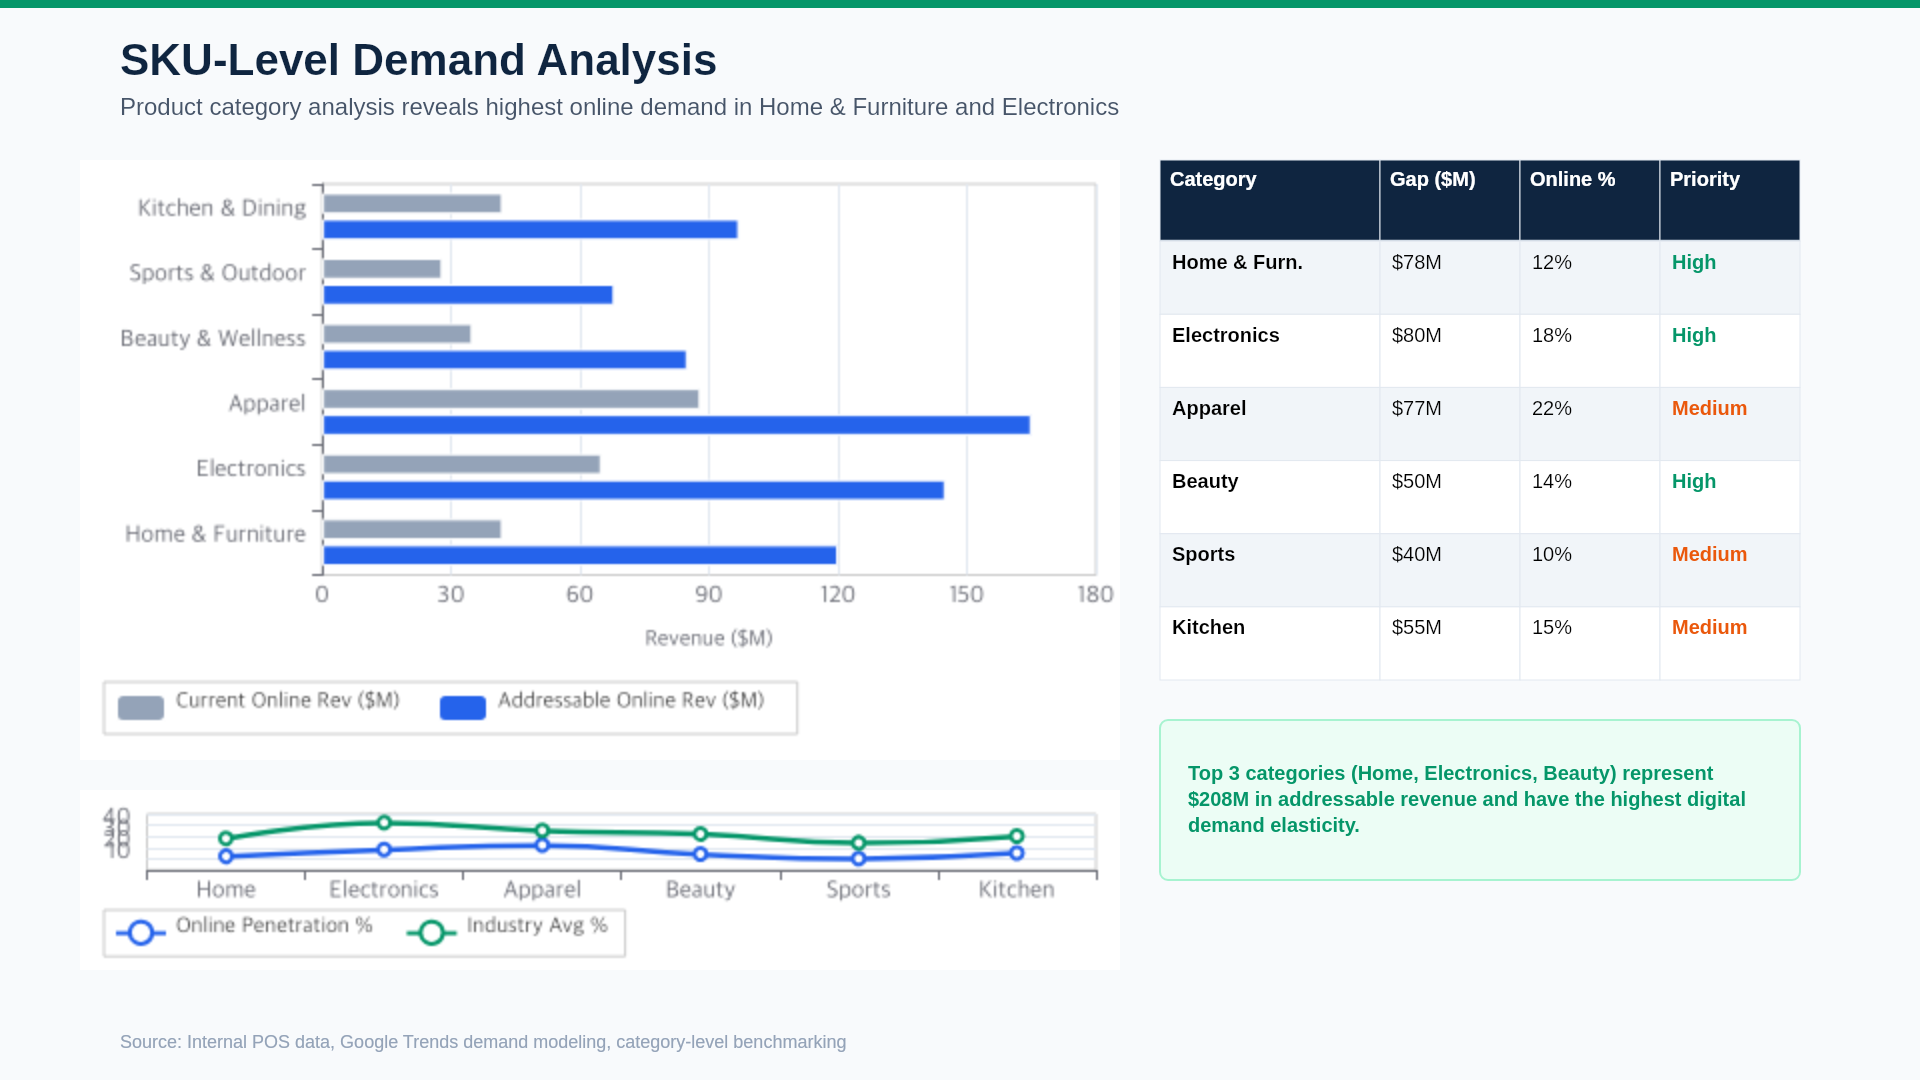 SKU-Level Demand Analysis
Product category analysis reveals highest online demand in Home & Furniture and Electronics
Kitchen & Dining
Sports & Outdoor
Beauty & Wellness
Apparel
Electronics
Home & Furniture
0 30 60 90 120 150 180
Revenue ($M)
Current Online Rev ($M) Addressable Online Rev ($M)
40
30
20
10
Home Electronics Apparel Beauty Sports Kitchen
Online Penetration % Industry Avg %
Category Gap ($M) Online % Priority
Home & Furn. $78M 12% High
Electronics $80M 18% High
Apparel $77M 22% Medium
Beauty $50M 14% High
Sports $40M 10% Medium
Kitchen $55M 15% Medium
Top 3 categories (Home, Electronics, Beauty) represent
$208M in addressable revenue and have the highest digital
demand elasticity.
Source: Internal POS data, Google Trends demand modeling, category-level benchmarking